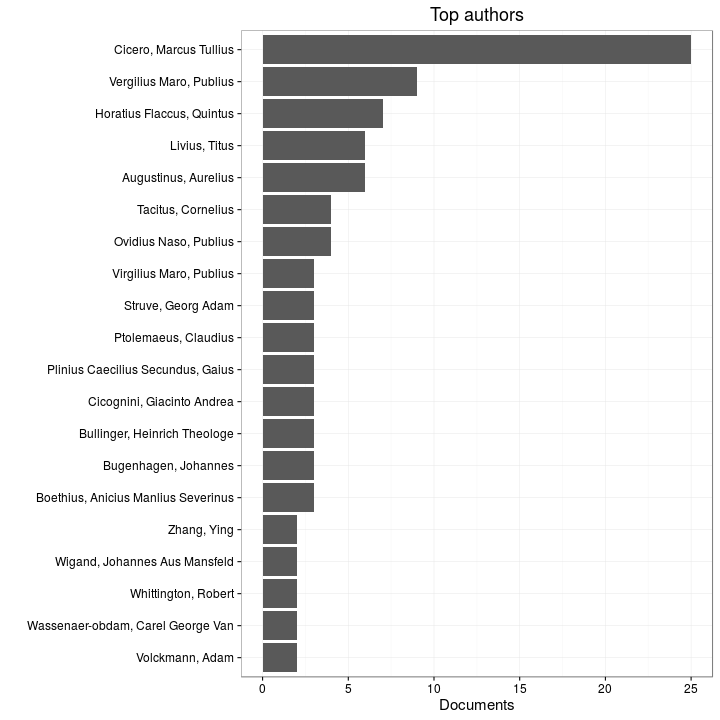 Top authors
Cicero, Marcus Tullius
Vergilius Maro, Publius
Horatius Flaccus, Quintus
Livius, Titus
Augustinus, Aurelius
Tacitus, Cornelius
Ovidius Naso, Publius
Virgilius Maro, Publius
Struve, Georg Adam
Ptolemaeus, Claudius
Plinius Caecilius Secundus, Gaius
Cicognini, Giacinto Andrea
Bullinger, Heinrich Theologe
Bugenhagen, Johannes
Boethius, Anicius Manlius Severinus
Zhang, Ying
Wigand, Johannes Aus Mansfeld
Whittington, Robert
Wassenaer-obdam, Carel George Van
Volckmann, Adam
0 5 10 15 20 25
Documents